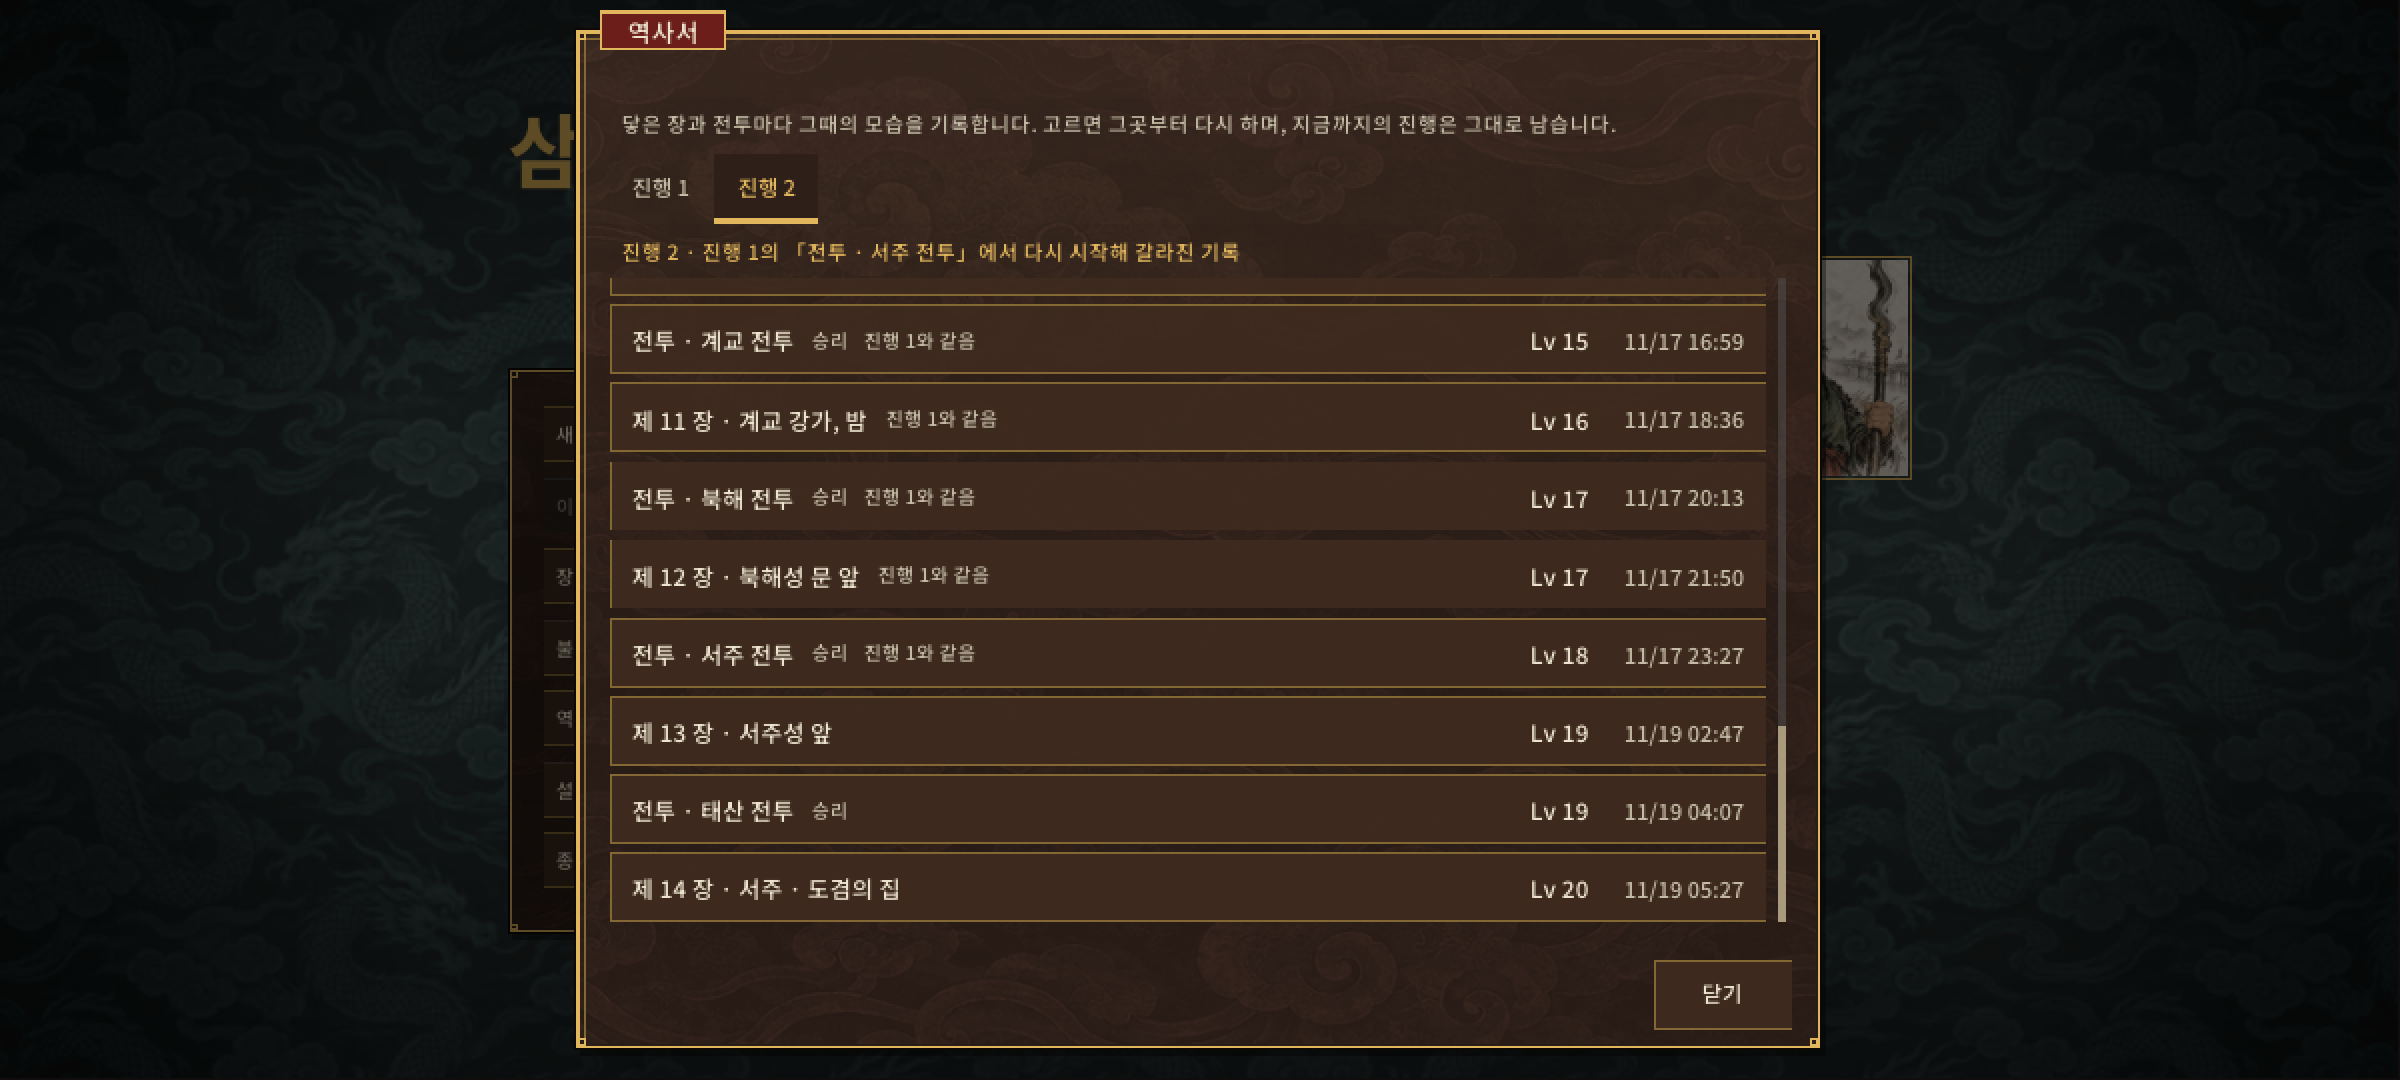 역사서
삼
닿은 장과 전투마다 그때의 모습을 기록합니다. 고르면 그곳부터 다시 하며, 지금까지의 진행은 그대로 남습니다.
진행 1 진행 2
진행 2 · 진행 1의 「전투 · 서주 전투」에서 다시 시작해 갈라진 기록
전투 · 계교 전투 승리 진행 1와 같음 Lv 15 11/17 16:59
제 11 장 · 계교 강가, 밤 진행 1와 같음 Lv 16 11/17 18:36
전투 · 북해 전투 승리 진행 1와 같음 Lv 17 11/17 20:13
제 12 장 · 북해성 문 앞 진행 1와 같음 Lv 17 11/17 21:50
전투 · 서주 전투 승리 진행 1와 같음 Lv 18 11/17 23:27
제 13 장 · 서주성 앞 Lv 19 11/19 02:47
전투 · 태산 전투 승리 Lv 19 11/19 04:07
제 14 장 · 서주 · 도겸의 집 Lv 20 11/19 05:27
새
이
장
불
역
설
종
닫기